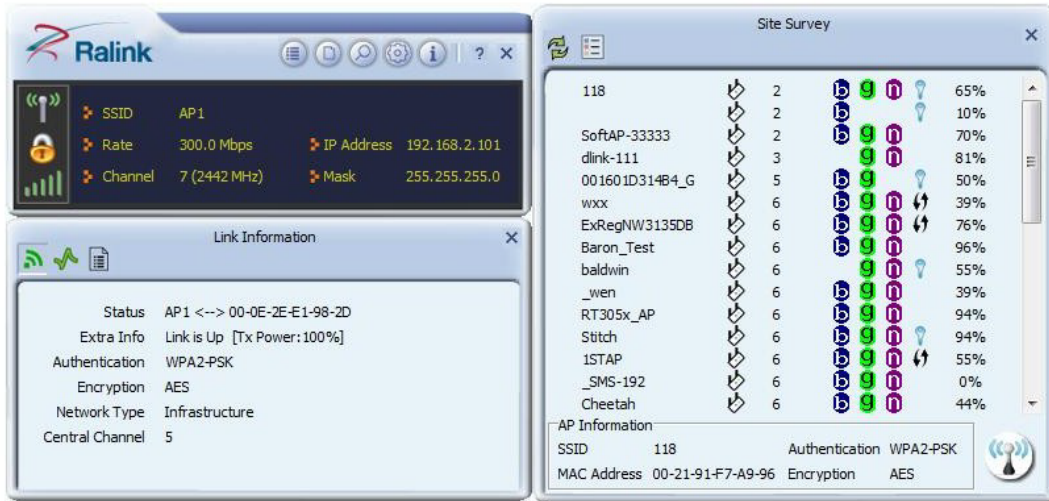 Ralink
? ×
SSID AP1
Rate 300.0 Mbps IP Address 192.168.2.101
Channel 7 (2442 MHz) Mask 255.255.255.0
Link Information
Status AP1 <--> 00-0E-2E-E1-98-2D
Extra Info Link is Up [Tx Power:100%]
Authentication WPA2-PSK
Encryption AES
Network Type Infrastructure
Central Channel 5
Site Survey
118 2 b g n 65%
2 b 10%
SoftAP-33333 2 b g n 70%
dlink-111 3 g n 81%
001601D314B4_G 5 b g 50%
wxx 6 b g n 39%
ExRegNW3135DB 6 b g n 76%
Baron_Test 6 b g n 96%
baldwin 6 g n 55%
_wen 6 b g n 39%
RT305x_AP 6 b g n 94%
Stitch 6 b g n 94%
1STAP 6 b g n 55%
_SMS-192 6 b g n 0%
Cheetah 6 b g n 44%
AP Information
SSID 118 Authentication WPA2-PSK
MAC Address 00-21-91-F7-A9-96 Encryption AES